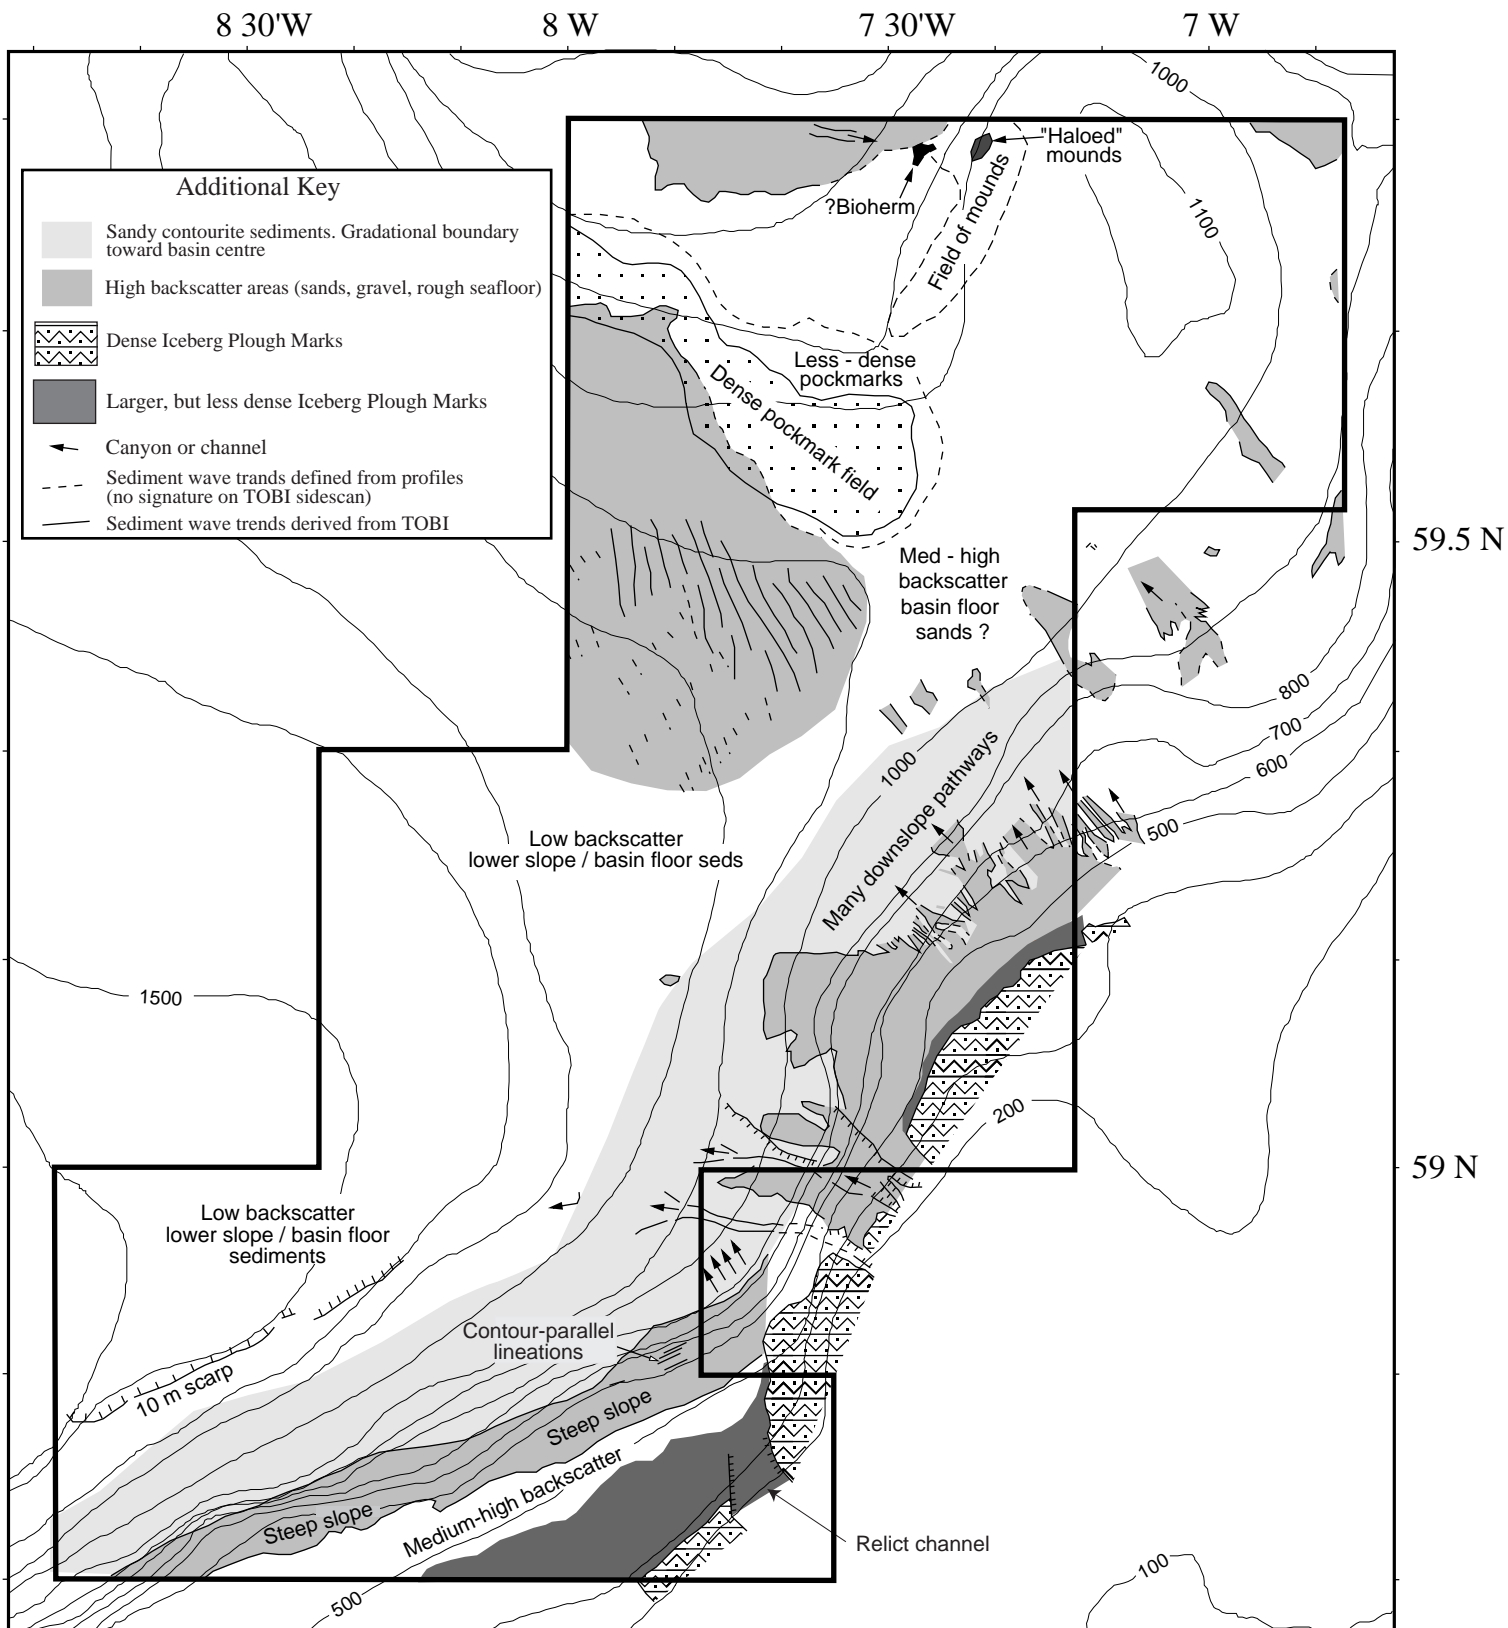 8 30'W
8 W
7 30'W
7 W
1000
"Haloed"
mounds
?Bioherm
Field of mounds
1100
Additional Key
Sandy contourite sediments. Gradational boundary
toward basin centre
High backscatter areas (sands, gravel, rough seafloor)
Dense Iceberg Plough Marks
Larger, but less dense Iceberg Plough Marks
Canyon or channel
Sediment wave trands defined from profiles
(no signature on TOBI sidescan)
Sediment wave trends derived from TOBI
Less - dense
pockmarks
Dense pockmark field
59.5 N
Med - high
backscatter
basin floor
sands ?
800
700
600
500
1000
Many downslope pathways
Low backscatter
lower slope / basin floor seds
1500
200
59 N
Low backscatter
lower slope / basin floor
sediments
Contour-parallel
lineations
10 m scarp
Steep slope
Steep slope
Medium-high backscatter
Relict channel
500
100